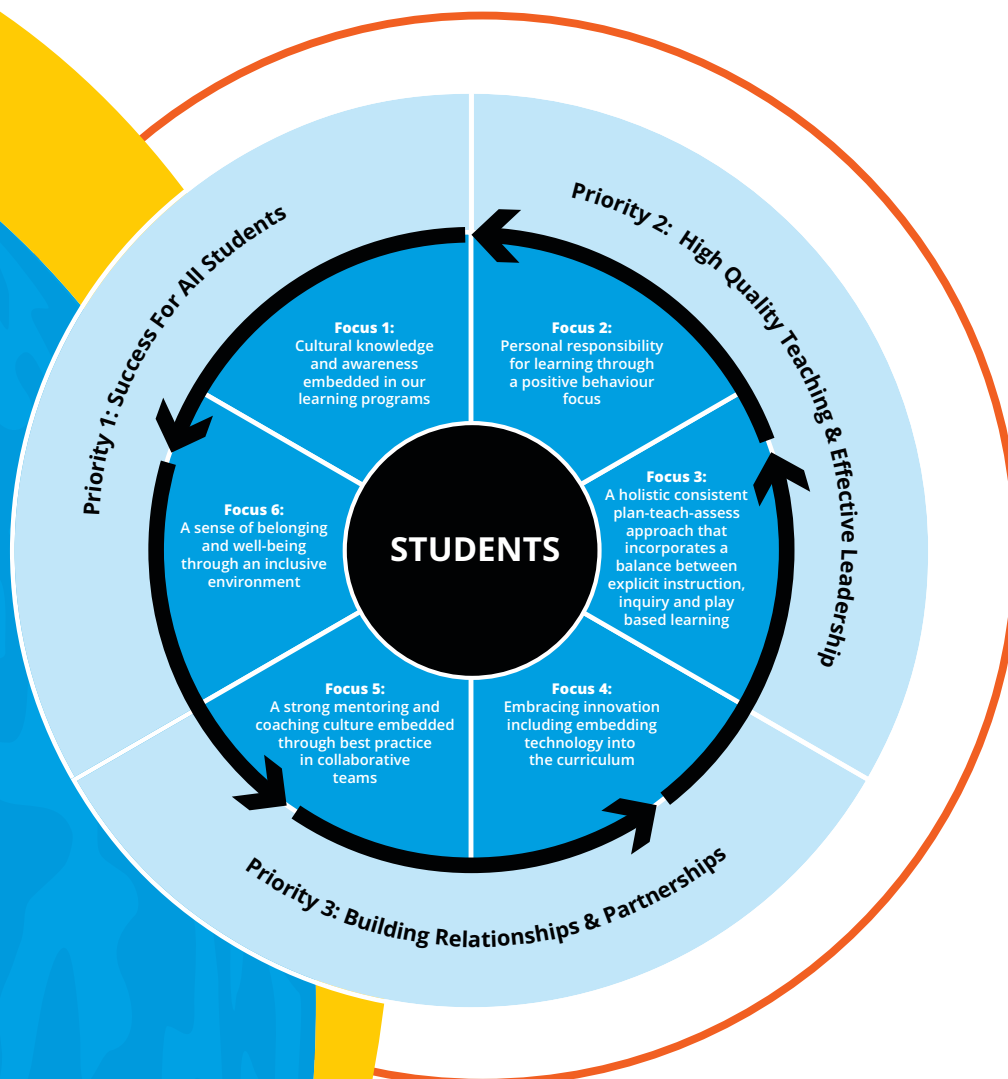 Priority 1: Success For All Students
Priority 2: High Quality Teaching & Effective Leadership
Focus 1:
Cultural knowledge
and awareness
embedded in our
learning programs
Focus 2:
Personal responsibility
for learning through
a positive behaviour
focus
Focus 3:
A holistic consistent
plan-teach-assess
approach that
incorporates a
balance between
explicit instruction,
inquiry and play
based learning
Focus 6:
A sense of belonging
and well-being
through an inclusive
environment
STUDENTS
Focus 5:
A strong mentoring and
coaching culture embedded
through best practice
in collaborative
teams
Focus 4:
Embracing innovation
including embedding
technology into
the curriculum
Priority 3: Building Relationships & Partnerships